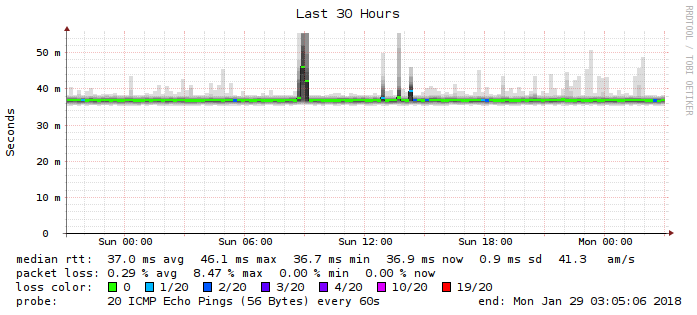 Last 30 Hours
RRDTOOL / TOBI OETIKER
Seconds
50 m
40 m
30 m
20 m
10 m
0
Sun 00:00 Sun 06:00 Sun 12:00 Sun 18:00 Mon 00:00
median rtt: 37.0 ms avg 46.1 ms max 36.7 ms min 36.9 ms now 0.9 ms sd 41.3 am/s
packet loss: 0.29 % avg 8.47 % max 0.00 % min 0.00 % now
loss color: 0 1/20 2/20 3/20 4/20 10/20 19/20
probe: 20 ICMP Echo Pings (56 Bytes) every 60s end: Mon Jan 29 03:05:06 2018